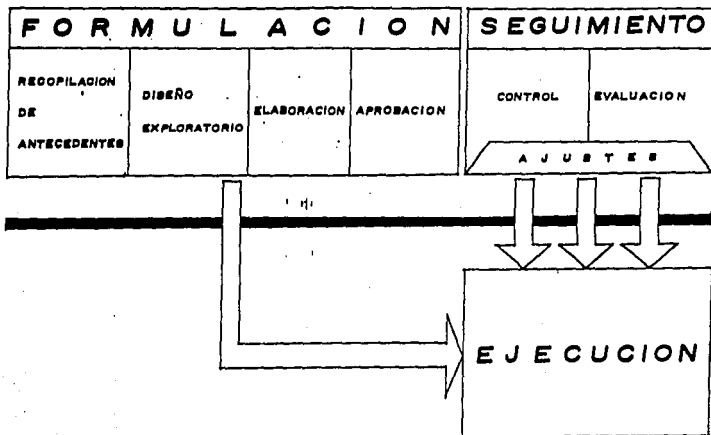 FORMULACION
RECOPILACION
DE
ANTECEDENTES
DISEÑO
EXPLORATORIO
ELABORACION
APROBACION
SEGUIMIENTO
CONTROL
EVALUACION
AJUSTES
EJECUCION